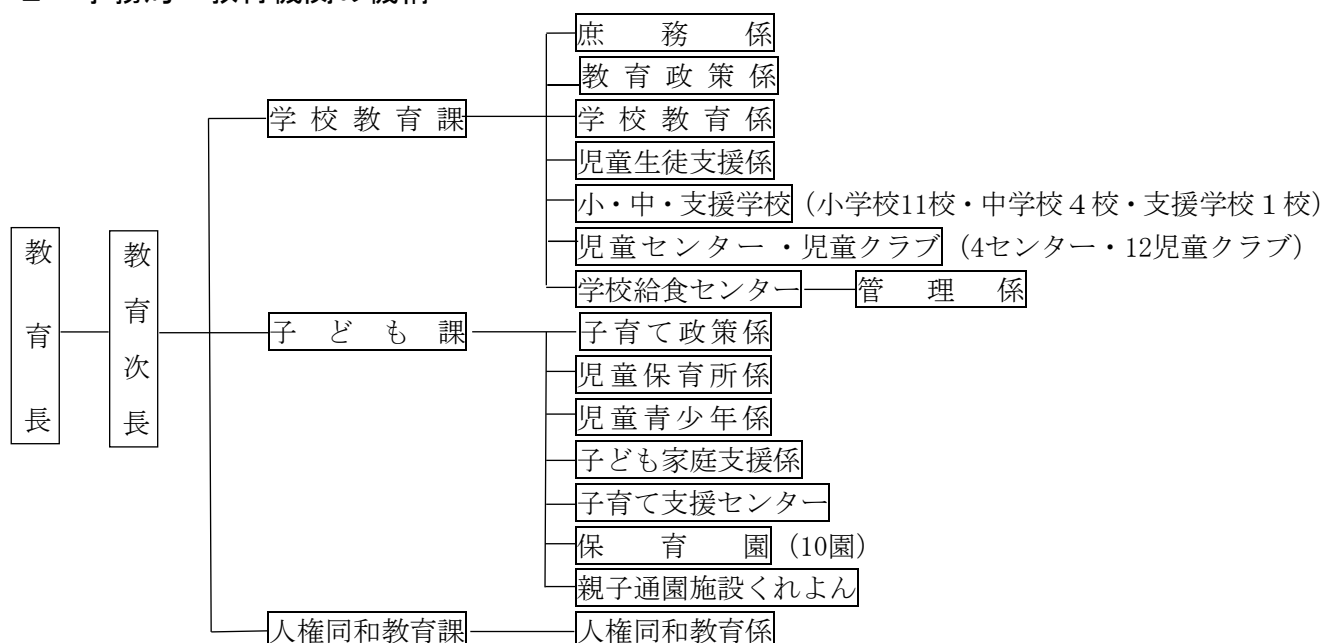 庶務係
教育政策係
学校教育課
学校教育係
児童生徒支援係
小・中・支援学校（小学校11校・中学校４校・支援学校１校）
児童センター・児童クラブ（4センター・12児童クラブ）
学校給食センター
管理係
教育長
教育次長
子ども課
子育て政策係
児童保育所係
児童青少年係
子ども家庭支援係
子育て支援センター
保育園（10園）
親子通園施設くれよん
人権同和教育課
人権同和教育係